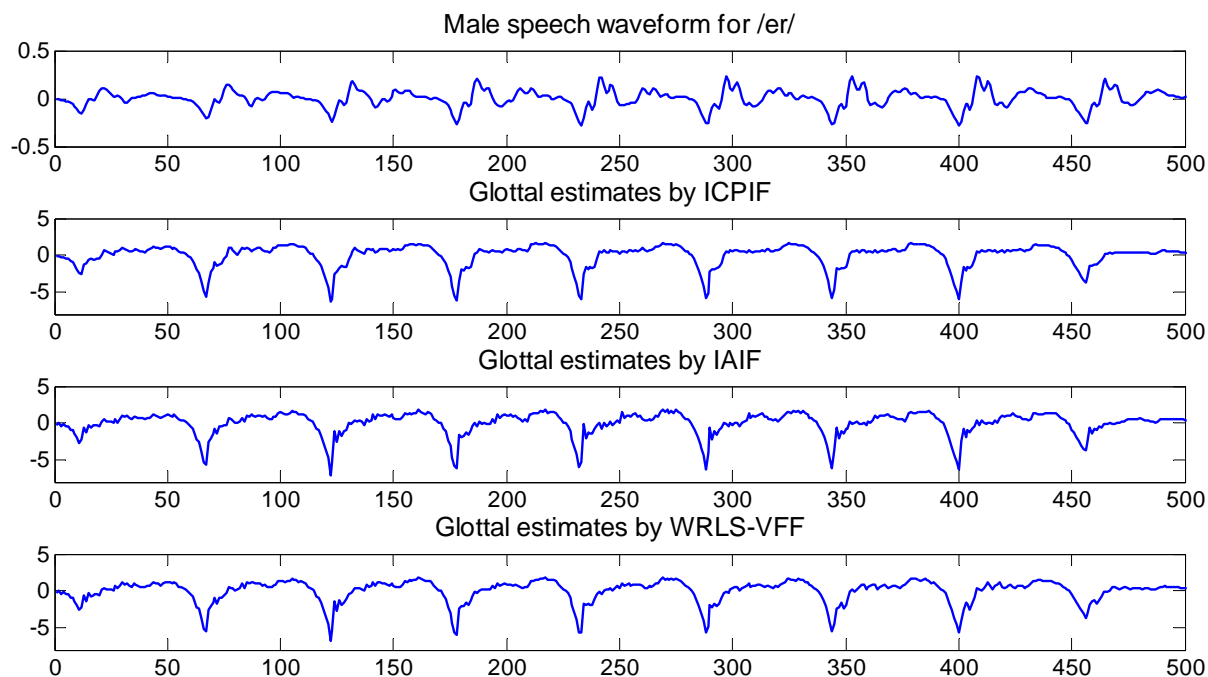 Male speech waveform for /er/
0.5
0
-0.5
0 50 100 150 200 250 300 350 400 450 500
Glottal estimates by ICPIF
5
0
-5
0 50 100 150 200 250 300 350 400 450 500
Glottal estimates by IAIF
5
0
-5
0 50 100 150 200 250 300 350 400 450 500
Glottal estimates by WRLS-VFF
5
0
-5
0 50 100 150 200 250 300 350 400 450 500